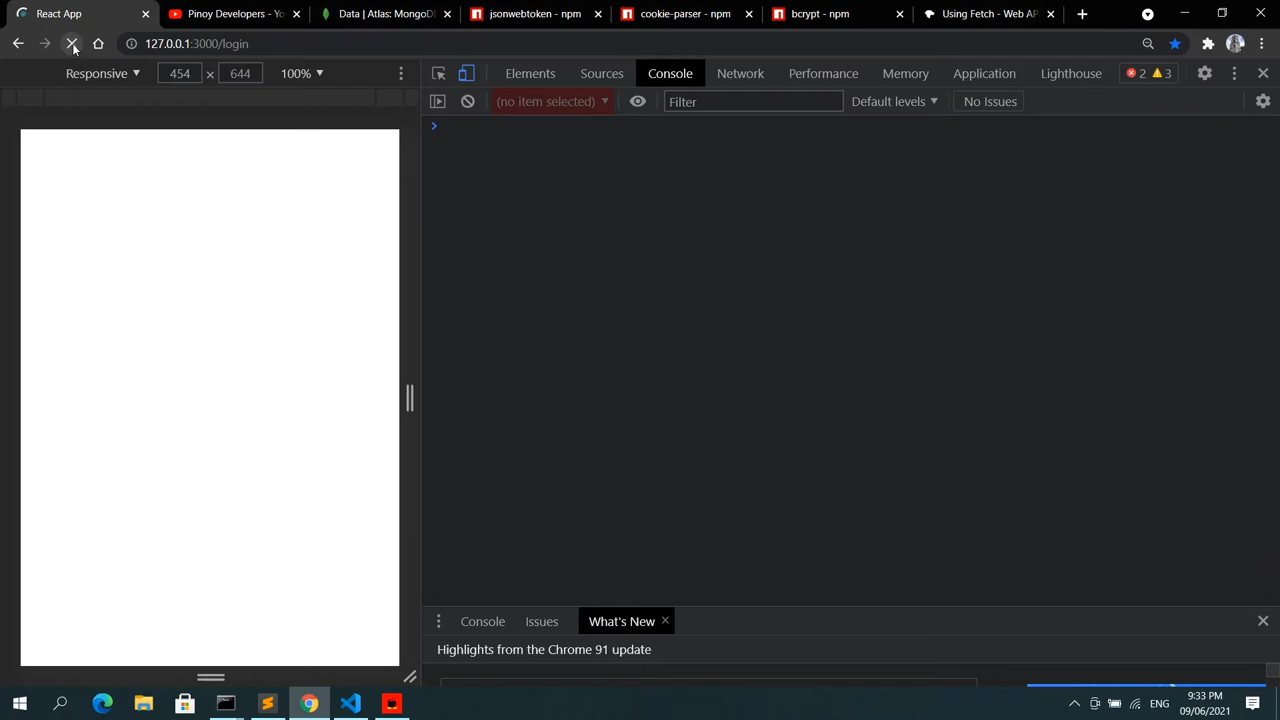 React App
Pinoy Developers - Yo
Data | Atlas: MongoDB
jsonwebtoken - npm
cookie-parser - npm
bcrypt - npm
Using Fetch - Web AP
127.0.0.1:3000/login
Responsive 454 × 644 100%
Elements Sources Console Network Performance Memory Application Lighthouse 2 3
(no item selected) Filter Default levels No Issues
Console Issues What's New
Highlights from the Chrome 91 update
ENG
9:33 PM
09/06/2021